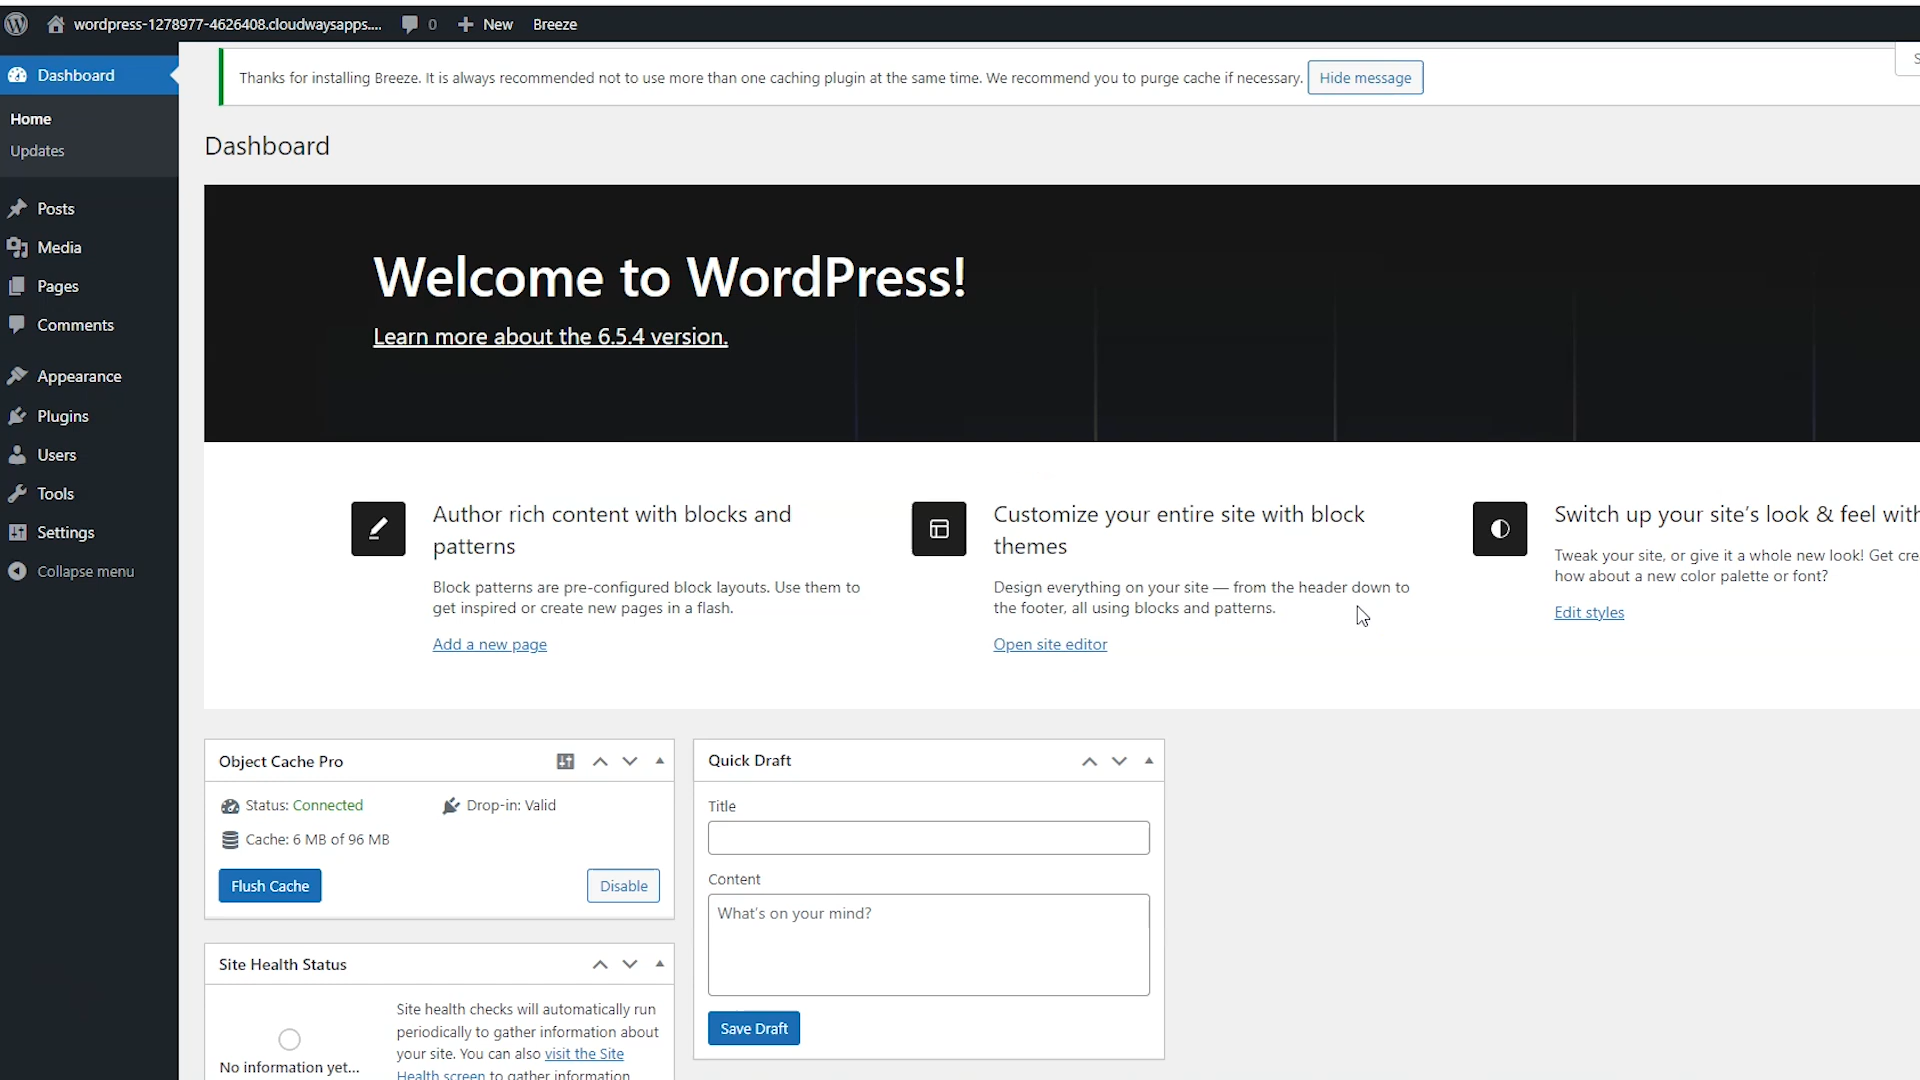 wordpress-1278977-4626408.cloudwaysapps.... 0 New Breeze
Dashboard
Home
Updates
Posts
Media
Pages
Comments
Appearance
Plugins
Users
Tools
Settings
Collapse menu
Thanks for installing Breeze. It is always recommended not to use more than one caching plugin at the same time. We recommend you to purge cache if necessary. Hide message
Dashboard
Welcome to WordPress!
Learn more about the 6.5.4 version.
Author rich content with blocks and
patterns
Block patterns are pre-configured block layouts. Use them to
get inspired or create new pages in a flash.
Add a new page
Customize your entire site with block
themes
Design everything on your site — from the header down to
the footer, all using blocks and patterns.
Open site editor
Switch up your site's look & feel with
Tweak your site, or give it a whole new look! Get cre
how about a new color palette or font?
Edit styles
Object Cache Pro
Status: Connected Drop-in: Valid
Cache: 6 MB of 96 MB
Flush Cache Disable
Site Health Status
No information yet...
Site health checks will automatically run
periodically to gather information about
your site. You can also visit the Site
Health screen to gather information
Quick Draft
Title
Content
What's on your mind?
Save Draft